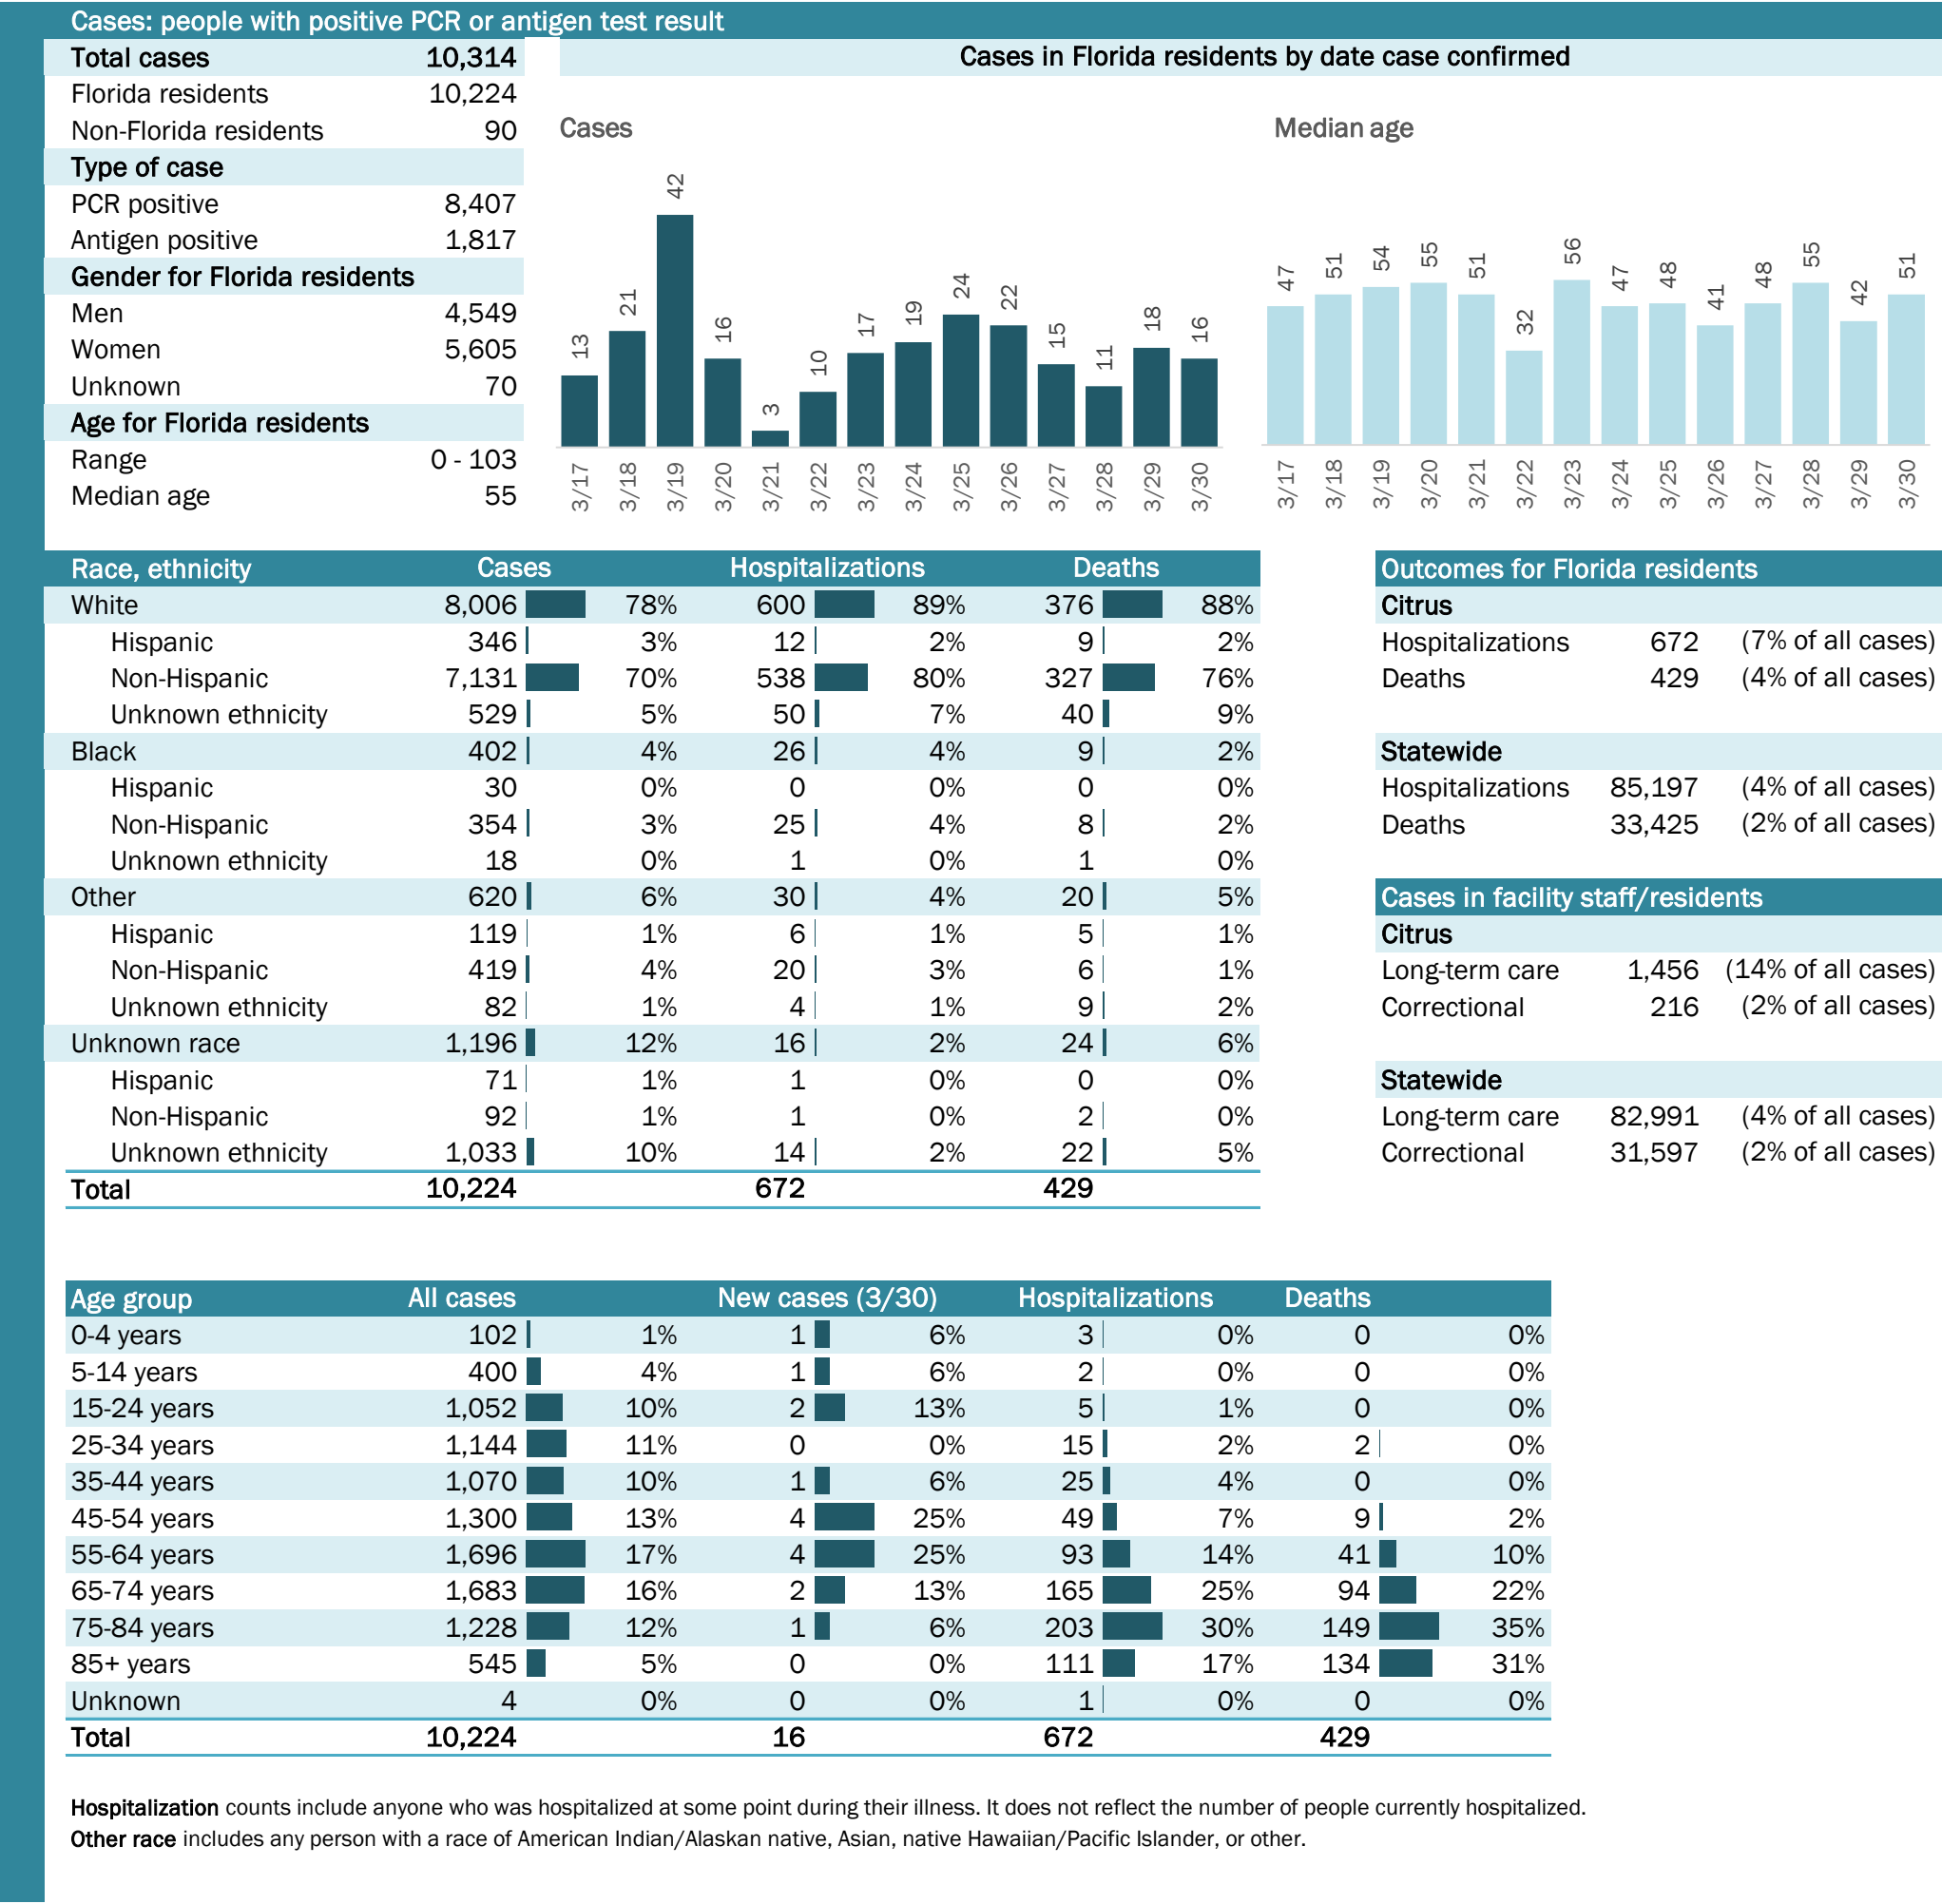 Cases: people with positive PCR or antigen test result
Total cases 10,314
Florida residents 10,224
Non-Florida residents 90
Type of case
PCR positive 8,407
Antigen positive 1,817
Gender for Florida residents
Men 4,549
Women 5,605
Unknown 70
Age for Florida residents
Range 0 - 103
Median age 55
Cases in Florida residents by date case confirmed
Cases
13 21 42 16 3 10 17 19 24 22 15 11 18 16
3/17 3/18 3/19 3/20 3/21 3/22 3/23 3/24 3/25 3/26 3/27 3/28 3/29 3/30
Median age
47 51 54 55 51 32 56 47 48 41 48 55 42 51
3/17 3/18 3/19 3/20 3/21 3/22 3/23 3/24 3/25 3/26 3/27 3/28 3/29 3/30
Race, ethnicity Cases Hospitalizations Deaths
White 8,006 78% 600 89% 376 88%
Hispanic 346 3% 12 2% 9 2%
Non-Hispanic 7,131 70% 538 80% 327 76%
Unknown ethnicity 529 5% 50 7% 40 9%
Black 402 4% 26 4% 9 2%
Hispanic 30 0% 0 0% 0 0%
Non-Hispanic 354 3% 25 4% 8 2%
Unknown ethnicity 18 0% 1 0% 1 0%
Other 620 6% 30 4% 20 5%
Hispanic 119 1% 6 1% 5 1%
Non-Hispanic 419 4% 20 3% 6 1%
Unknown ethnicity 82 1% 4 1% 9 2%
Unknown race 1,196 12% 16 2% 24 6%
Hispanic 71 1% 1 0% 0 0%
Non-Hispanic 92 1% 1 0% 2 0%
Unknown ethnicity 1,033 10% 14 2% 22 5%
Total 10,224 672 429
Outcomes for Florida residents
Citrus
Hospitalizations 672 (7% of all cases)
Deaths 429 (4% of all cases)
Statewide
Hospitalizations 85,197 (4% of all cases)
Deaths 33,425 (2% of all cases)
Cases in facility staff/residents
Citrus
Long-term care 1,456 (14% of all cases)
Correctional 216 (2% of all cases)
Statewide
Long-term care 82,991 (4% of all cases)
Correctional 31,597 (2% of all cases)
Age group All cases New cases (3/30) Hospitalizations Deaths
0-4 years 102 1% 1 6% 3 0% 0 0%
5-14 years 400 4% 1 6% 2 0% 0 0%
15-24 years 1,052 10% 2 13% 5 1% 0 0%
25-34 years 1,144 11% 0 0% 15 2% 2 0%
35-44 years 1,070 10% 1 6% 25 4% 0 0%
45-54 years 1,300 13% 4 25% 49 7% 9 2%
55-64 years 1,696 17% 4 25% 93 14% 41 10%
65-74 years 1,683 16% 2 13% 165 25% 94 22%
75-84 years 1,228 12% 1 6% 203 30% 149 35%
85+ years 545 5% 0 0% 111 17% 134 31%
Unknown 4 0% 0 0% 1 0% 0 0%
Total 10,224 16 672 429
Hospitalization counts include anyone who was hospitalized at some point during their illness. It does not reflect the number of people currently hospitalized.
Other race includes any person with a race of American Indian/Alaskan native, Asian, native Hawaiian/Pacific Islander, or other.